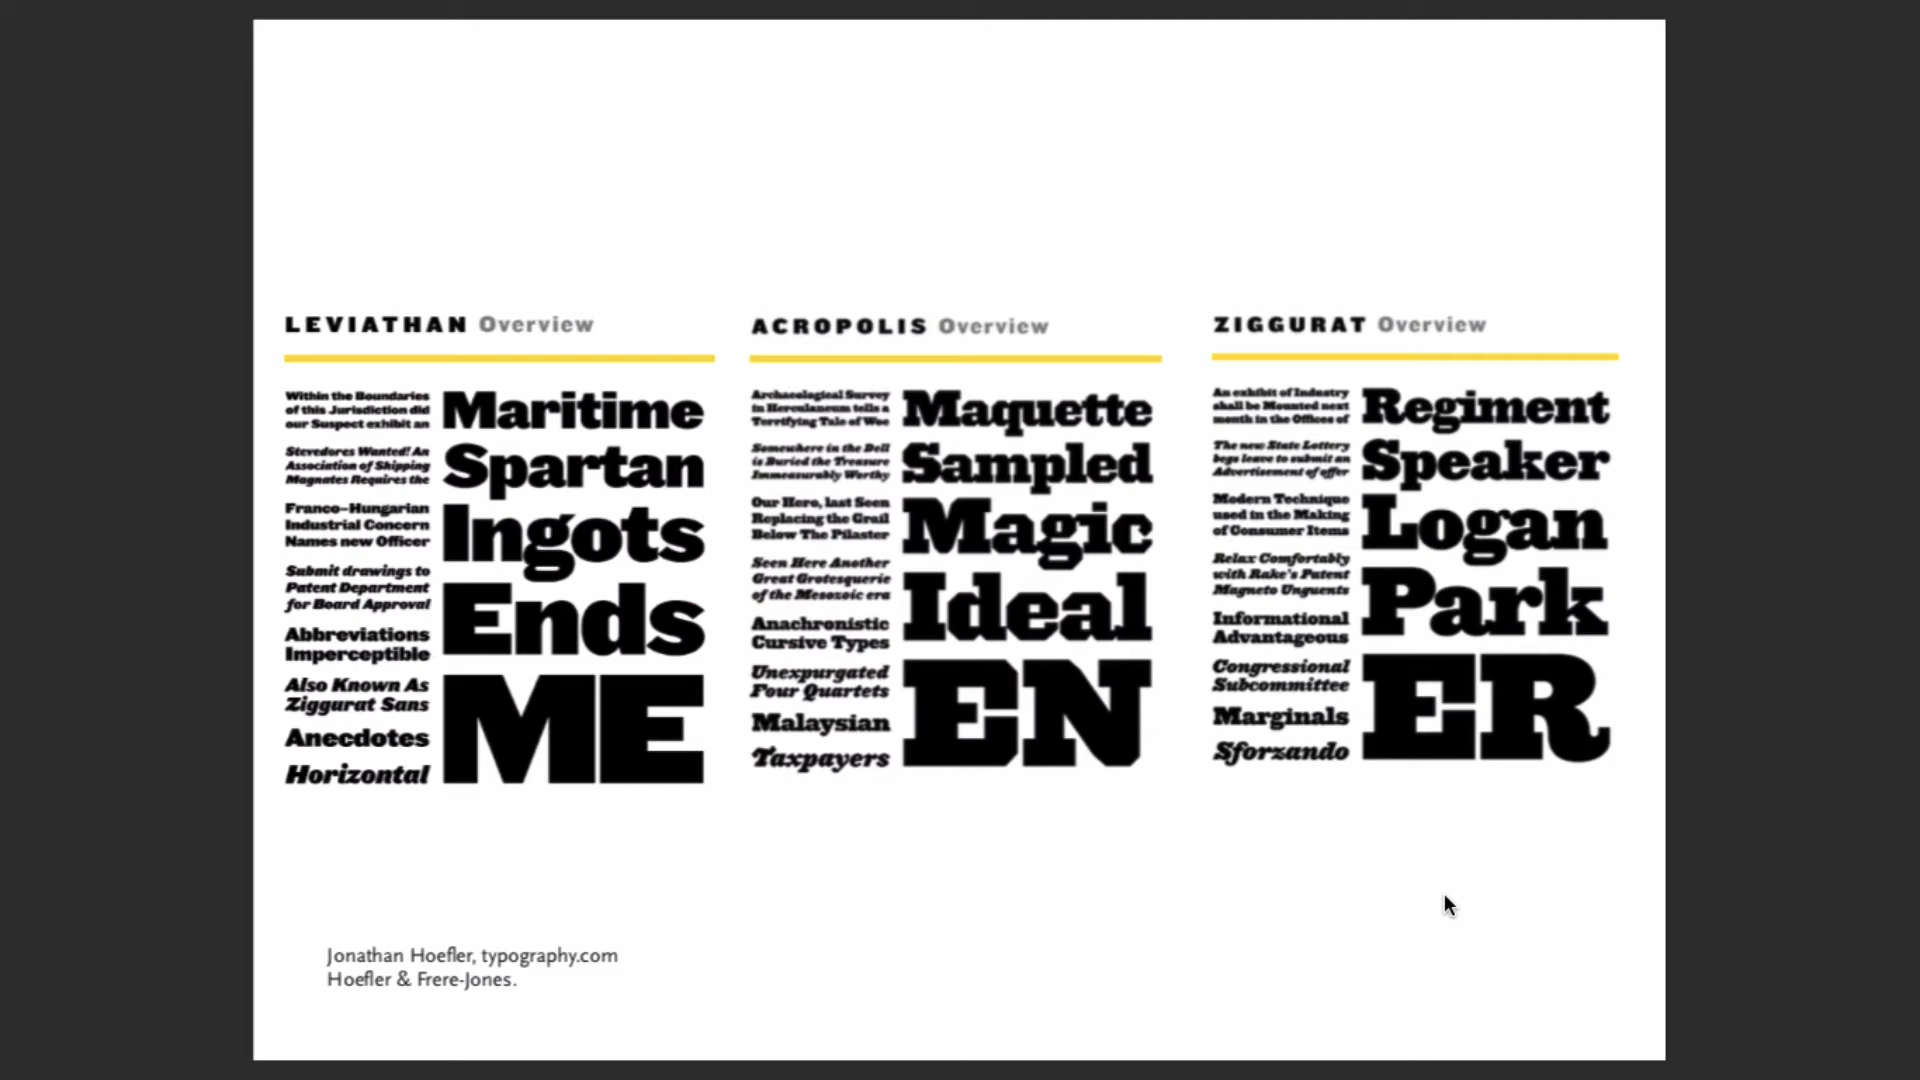 LEVIATHAN Overview
Within the Boundaries
of this Jurisdiction did
our Suspect exhibit an
Stevedores Wanted! An
Association of Shipping
Magnates Requires the
Franco–Hungarian
Industrial Concern
Names new Officer
Submit drawings to
Patent Department
for Board Approval
Abbreviations
Imperceptible
Also Known As
Ziggurat Sans
Anecdotes
Horizontal
Maritime
Spartan
Ingots
Ends
ME
ACROPOLIS Overview
Archaeological Survey
in Herculaneum tells a
Terrifying Tale of Woe
Somewhere in the Dell
is Buried the Treasure
Immeasurably Worthy
Our Hero, last Seen
Replacing the Grail
Below The Pilaster
Seen Here Another
Great Grotesquerie
of the Mesozoic era
Anachronistic
Cursive Types
Unexpurgated
Four Quartets
Malaysian
Taxpayers
Maquette
Sampled
Magic
Ideal
EN
ZIGGURAT Overview
An exhibit of Industry
shall be Mounted next
month in the Offices of
The new State Lottery
begs leave to submit an
Advertisement of offer
Modern Technique
used in the Making
of Consumer Items
Relax Comfortably
with Rake's Patent
Magneto Unguents
Informational
Advantageous
Congressional
Subcommittee
Marginals
Sforzando
Regiment
Speaker
Logan
Park
ER
Jonathan Hoefler, typography.com
Hoefler & Frere-Jones.